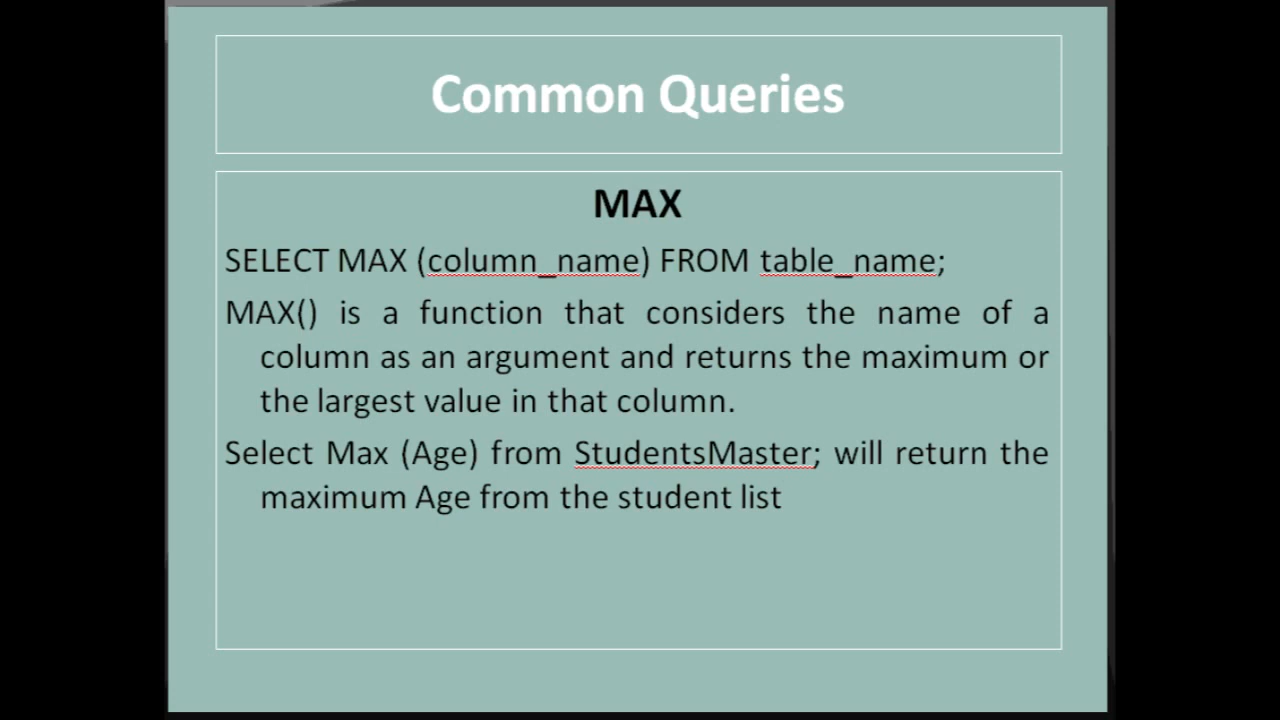 Common Queries
MAX
SELECT MAX (column_name) FROM table_name;
MAX() is a function that considers the name of a
column as an argument and returns the maximum or
the largest value in that column.
Select Max (Age) from StudentsMaster; will return the
maximum Age from the student list